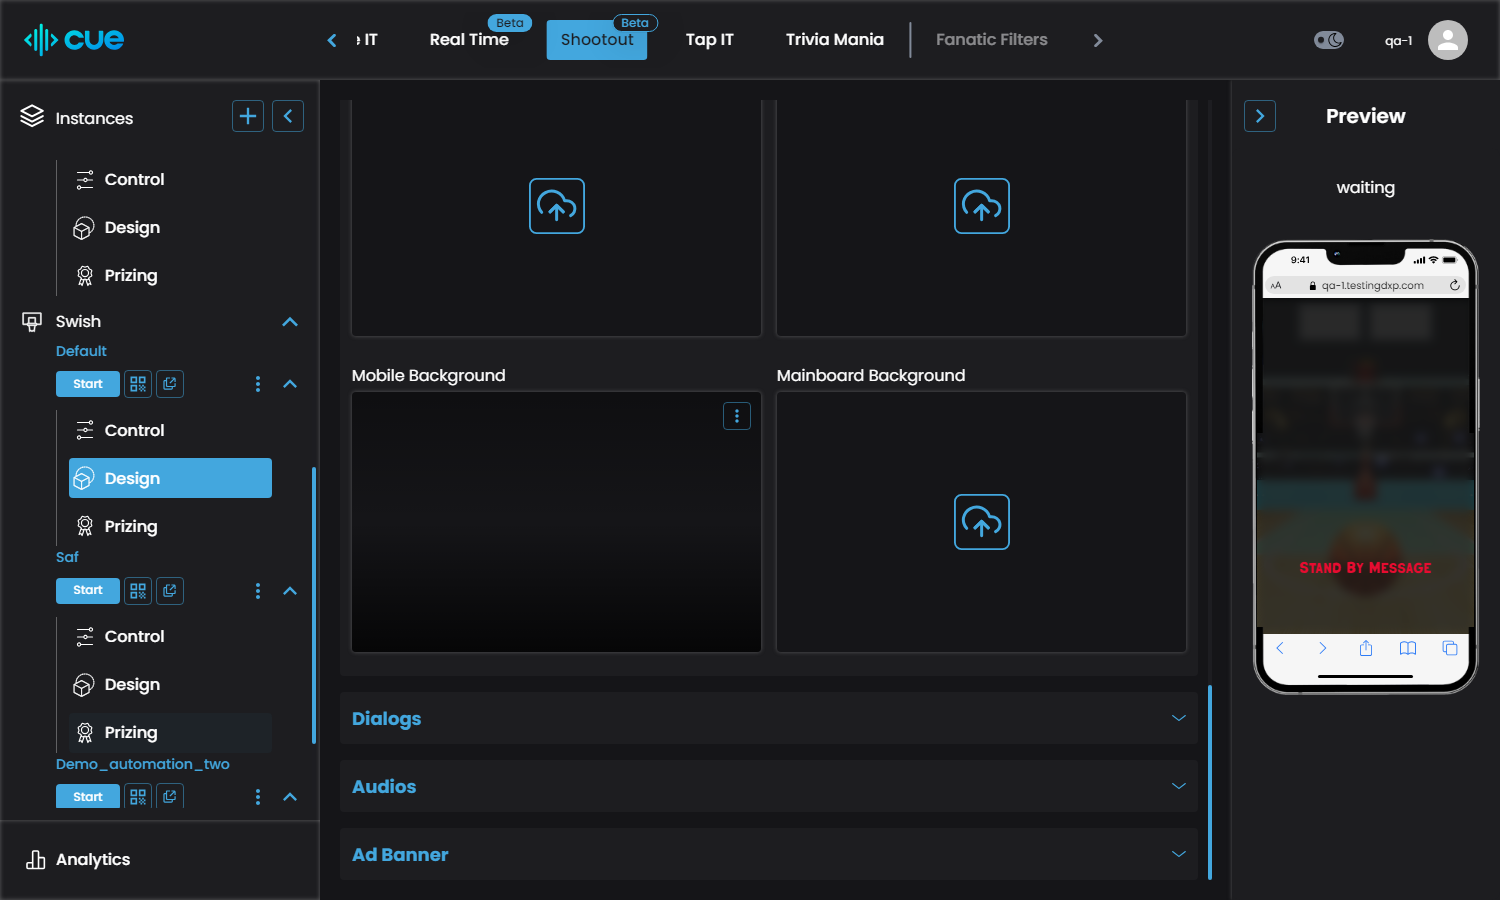 cue
e IT
Real Time
Beta
Shootout
Beta
Tap IT
Trivia Mania
Fanatic Filters
qa-1
Instances
Control
Design
Prizing
Swish
Default
Start
Control
Design
Prizing
Saf
Start
Control
Design
Prizing
Demo_automation_two
Start
Analytics
Mobile Background
Mainboard Background
Dialogs
Audios
Ad Banner
Preview
waiting
9:41
AA
qa-1.testingdxp.com
Stand By Message